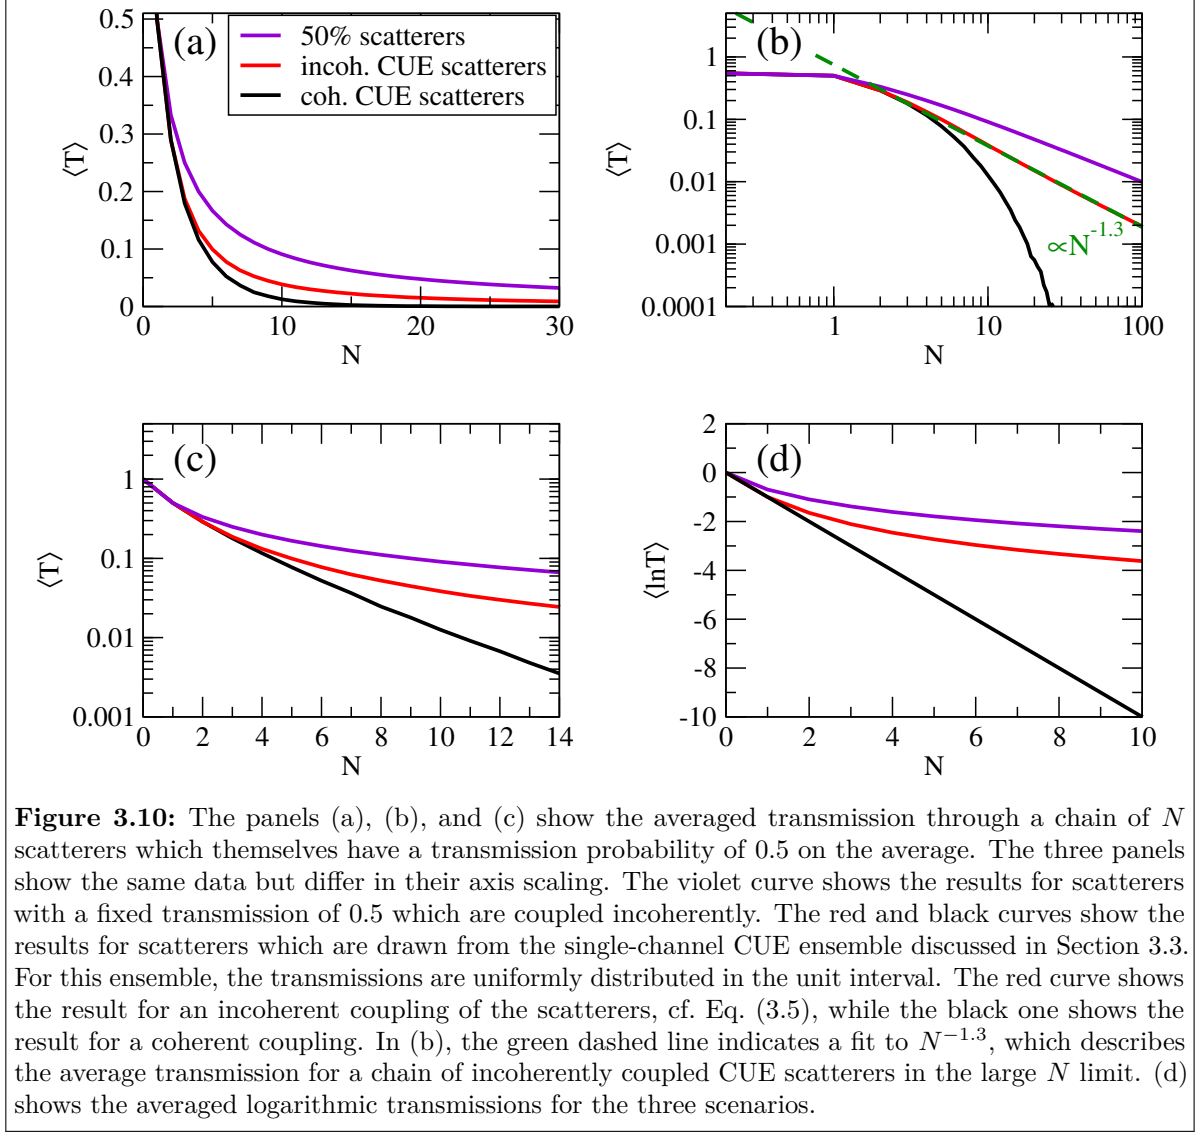 (a)
50% scatterers
incoh. CUE scatterers
coh. CUE scatterers
⟨T⟩
0.5
0.4
0.3
0.2
0.1
0
0 10 20 30
N
(b)
⟨T⟩
1
0.1
0.01
0.001
0.0001
∝N^-1.3
1 10 100
N
(c)
⟨T⟩
1
0.1
0.01
0.001
0 2 4 6 8 10 12 14
N
(d)
⟨lnT⟩
2
0
-2
-4
-6
-8
-10
0 2 4 6 8 10
N
Figure 3.10: The panels (a), (b), and (c) show the averaged transmission through a chain of N
scatterers which themselves have a transmission probability of 0.5 on the average. The three panels
show the same data but differ in their axis scaling. The violet curve shows the results for scatterers
with a fixed transmission of 0.5 which are coupled incoherently. The red and black curves show the
results for scatterers which are drawn from the single-channel CUE ensemble discussed in Section 3.3.
For this ensemble, the transmissions are uniformly distributed in the unit interval. The red curve shows
the result for an incoherent coupling of the scatterers, cf. Eq. (3.5), while the black one shows the
result for a coherent coupling. In (b), the green dashed line indicates a fit to N^−1.3, which describes
the average transmission for a chain of incoherently coupled CUE scatterers in the large N limit. (d)
shows the averaged logarithmic transmissions for the three scenarios.